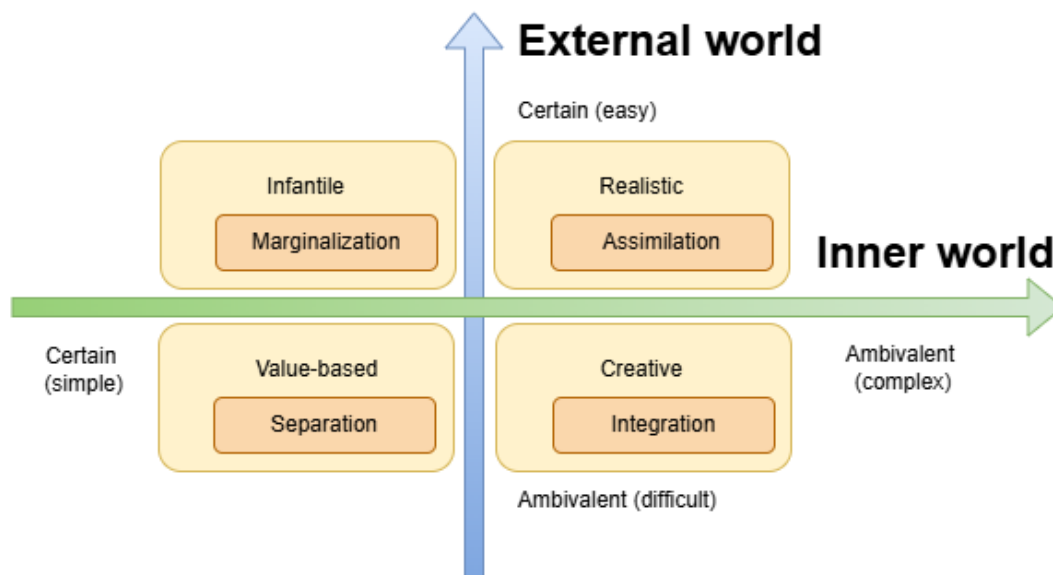 External world
Certain (easy)
Infantile
Marginalization
Realistic
Assimilation
Inner world
Certain
(simple)
Value-based
Separation
Creative
Integration
Ambivalent
(complex)
Ambivalent (difficult)